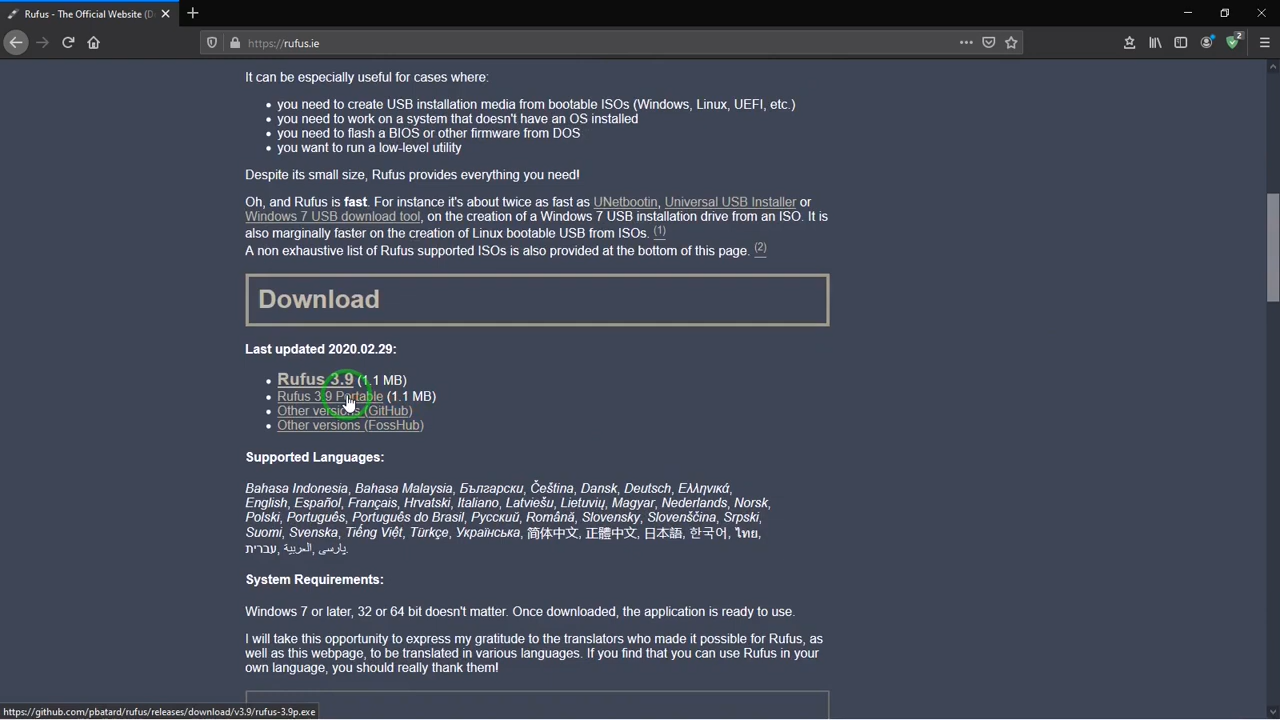 Rufus - The Official Website (D
https://rufus.ie
2
It can be especially useful for cases where:
• you need to create USB installation media from bootable ISOs (Windows, Linux, UEFI, etc.)
• you need to work on a system that doesn't have an OS installed
• you need to flash a BIOS or other firmware from DOS
• you want to run a low-level utility
Despite its small size, Rufus provides everything you need!
Oh, and Rufus is fast. For instance it's about twice as fast as UNetbootin, Universal USB Installer or
Windows 7 USB download tool, on the creation of a Windows 7 USB installation drive from an ISO. It is
also marginally faster on the creation of Linux bootable USB from ISOs. (1)
A non exhaustive list of Rufus supported ISOs is also provided at the bottom of this page. (2)
Download
Last updated 2020.02.29:
• Rufus 3.9 (1.1 MB)
• Rufus 3.9 Portable (1.1 MB)
• Other versions (GitHub)
• Other versions (FossHub)
Supported Languages:
Bahasa Indonesia, Bahasa Malaysia, Български, Čeština, Dansk, Deutsch, Ελληνικά,
English, Español, Français, Hrvatski, Italiano, Latviešu, Lietuvių, Magyar, Nederlands, Norsk,
Polski, Português, Português do Brasil, Русский, Română, Slovensky, Slovenščina, Srpski,
Suomi, Svenska, Tiếng Việt, Türkçe, Українська, 简体中文, 正體中文, 日本語, 한국어, ไทย,
עברית, العربية, پارسی.
System Requirements:
Windows 7 or later, 32 or 64 bit doesn't matter. Once downloaded, the application is ready to use.
I will take this opportunity to express my gratitude to the translators who made it possible for Rufus, as
well as this webpage, to be translated in various languages. If you find that you can use Rufus in your
own language, you should really thank them!
https://github.com/pbatard/rufus/releases/download/v3.9/rufus-3.9p.exe